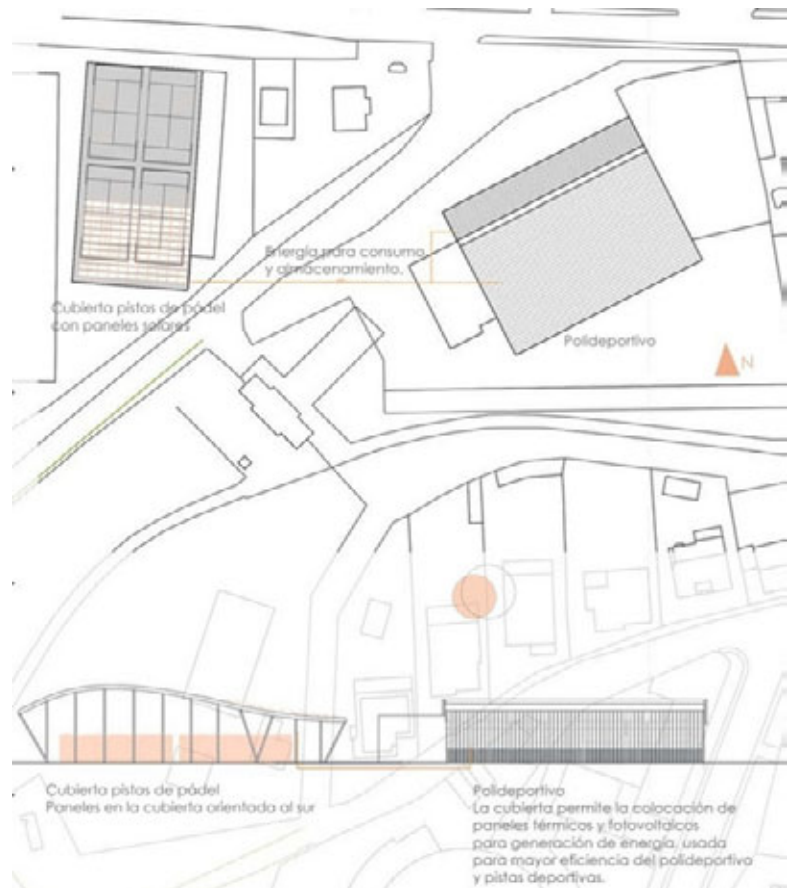 Energía para consumo
y almacenamiento.
Cubierta pistas de pádel
con paneles solares
Polideportivo
N
Cubierta pistas de pádel
Paneles en la cubierta orientada al sur
Polideportivo
La cubierta permite la colocación de
paneles térmicos y fotovoltaicos
para generación de energía, usada
para mayor eficiencia del polideportivo
y pistas deportivas.